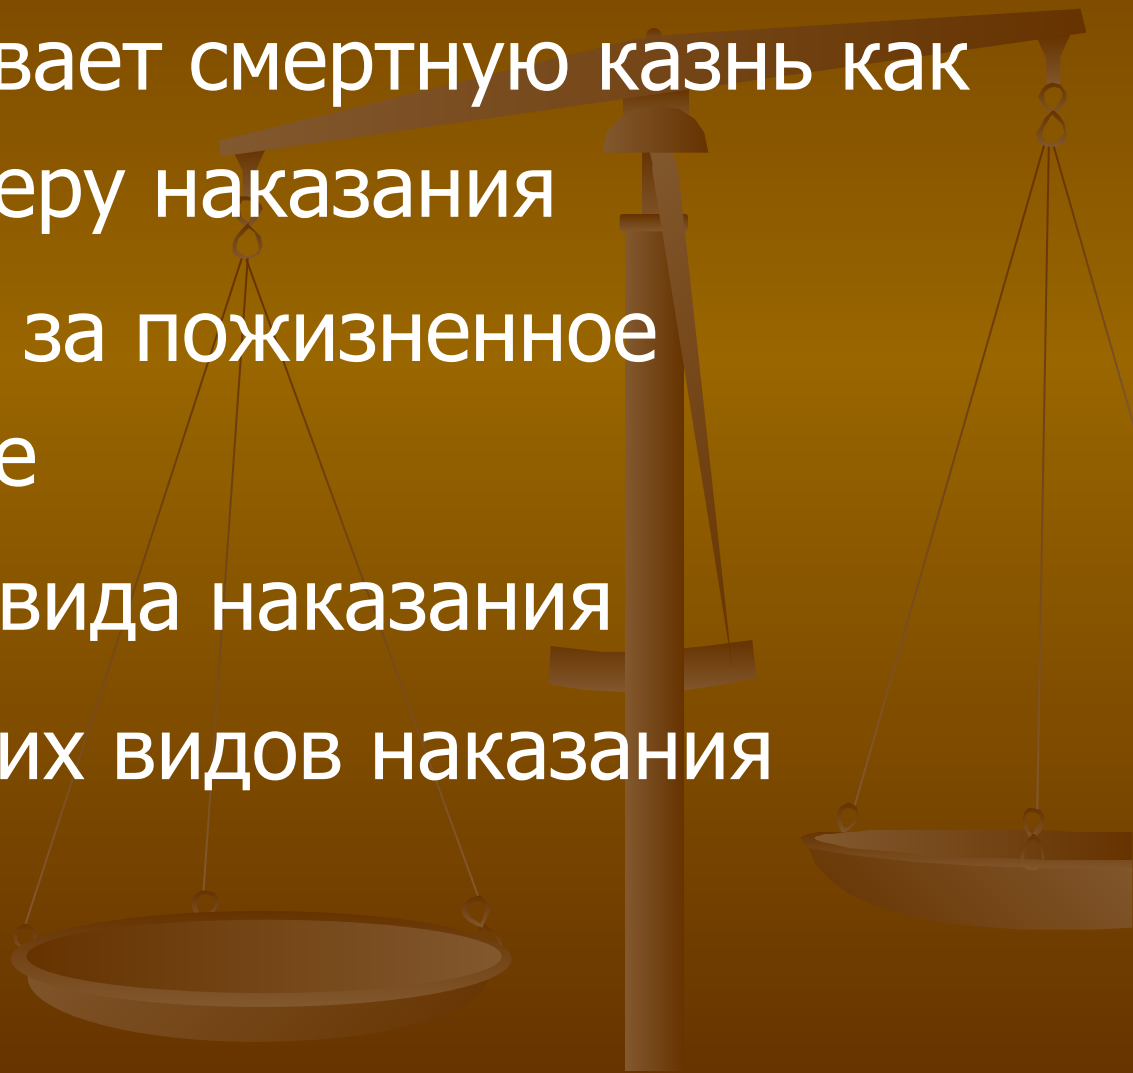 вает смертную казнь как
еру наказания
за пожизненное
е
вида наказания
их видов наказания